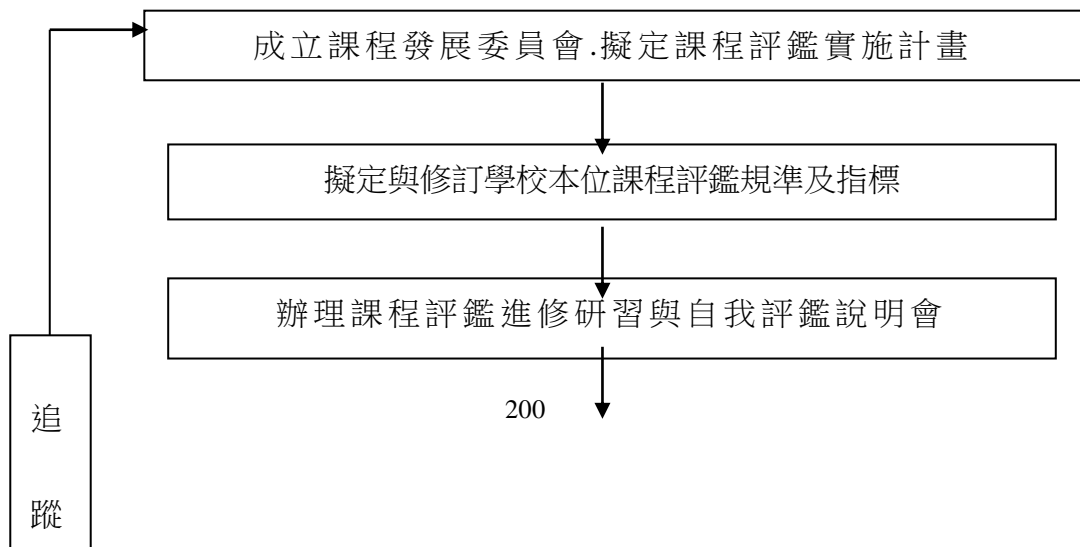 成立課程發展委員會.擬定課程評鑑實施計畫
擬定與修訂學校本位課程評鑑規準及指標
辦理課程評鑑進修研習與自我評鑑說明會
200
追
蹤